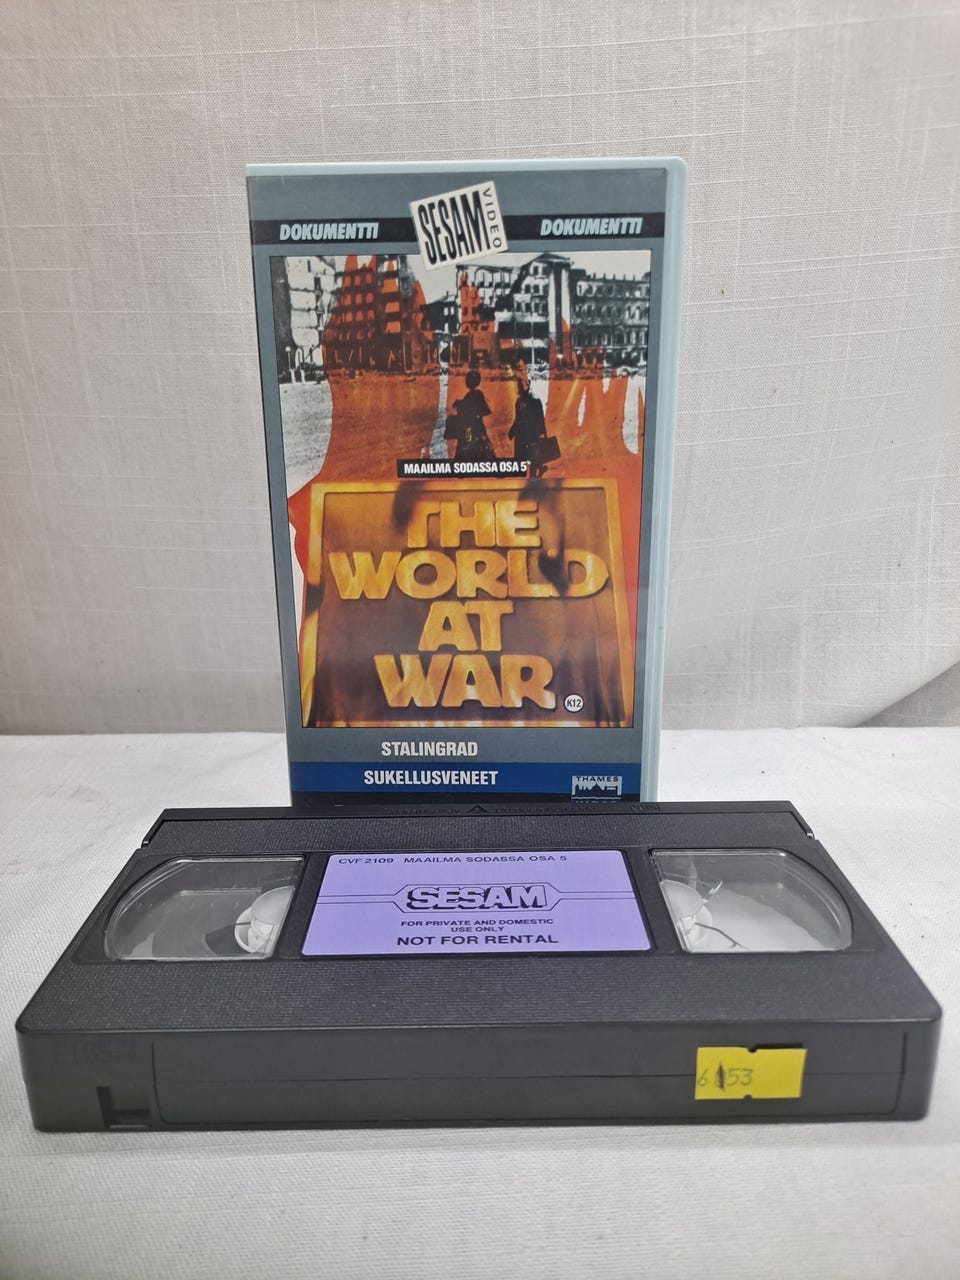 DOKUMENTTI
SESAM VIDEO
DOKUMENTTI
MAAILMA SODASSA OSA 5
THE
WORLD
AT
WAR
K12
STALINGRAD
SUKELLUSVENEET
THAMES
VHS
CVF 2109 MAAILMA SODASSA OSA 5
SESAM
FOR PRIVATE AND DOMESTIC
USE ONLY
NOT FOR RENTAL